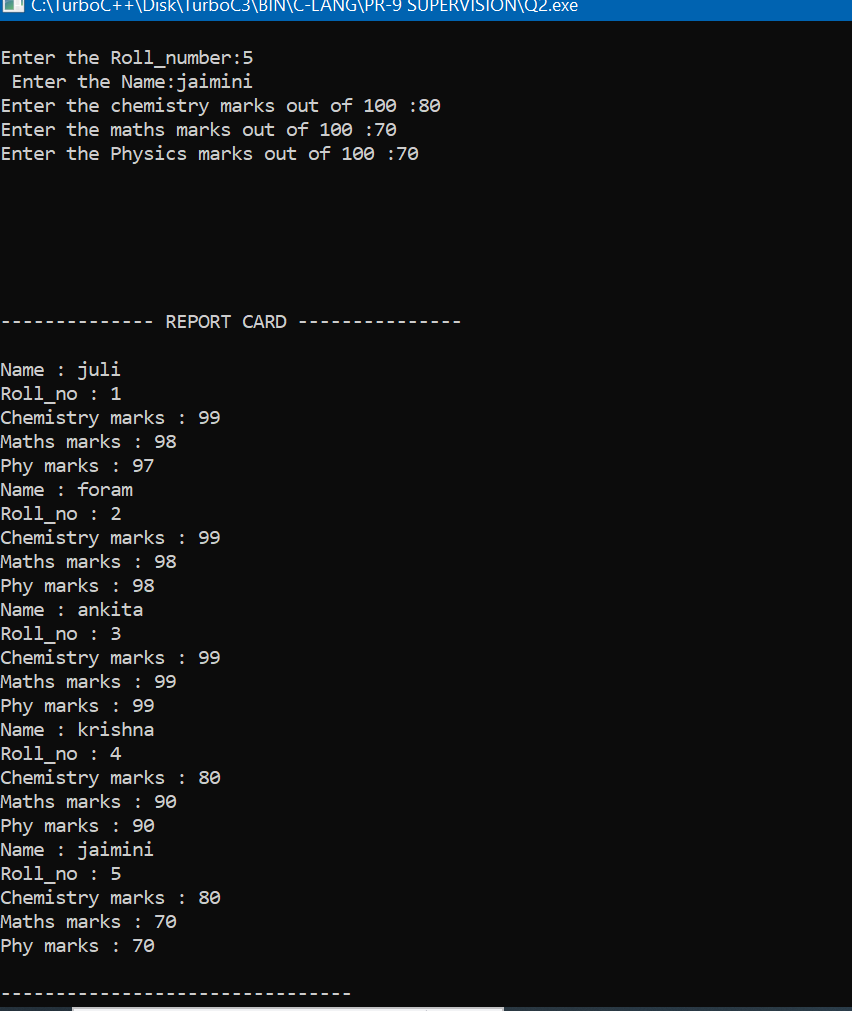 C:\TurboC++\Disk\TurboC3\BIN\C-LANG\PR-9 SUPERVISION\Q2.exe
Enter the Roll_number:5
 Enter the Name:jaimini
Enter the chemistry marks out of 100 :80
Enter the maths marks out of 100 :70
Enter the Physics marks out of 100 :70
-------------- REPORT CARD ---------------
Name : juli
Roll_no : 1
Chemistry marks : 99
Maths marks : 98
Phy marks : 97
Name : foram
Roll_no : 2
Chemistry marks : 99
Maths marks : 98
Phy marks : 98
Name : ankita
Roll_no : 3
Chemistry marks : 99
Maths marks : 99
Phy marks : 99
Name : krishna
Roll_no : 4
Chemistry marks : 80
Maths marks : 90
Phy marks : 90
Name : jaimini
Roll_no : 5
Chemistry marks : 80
Maths marks : 70
Phy marks : 70
--------------------------------